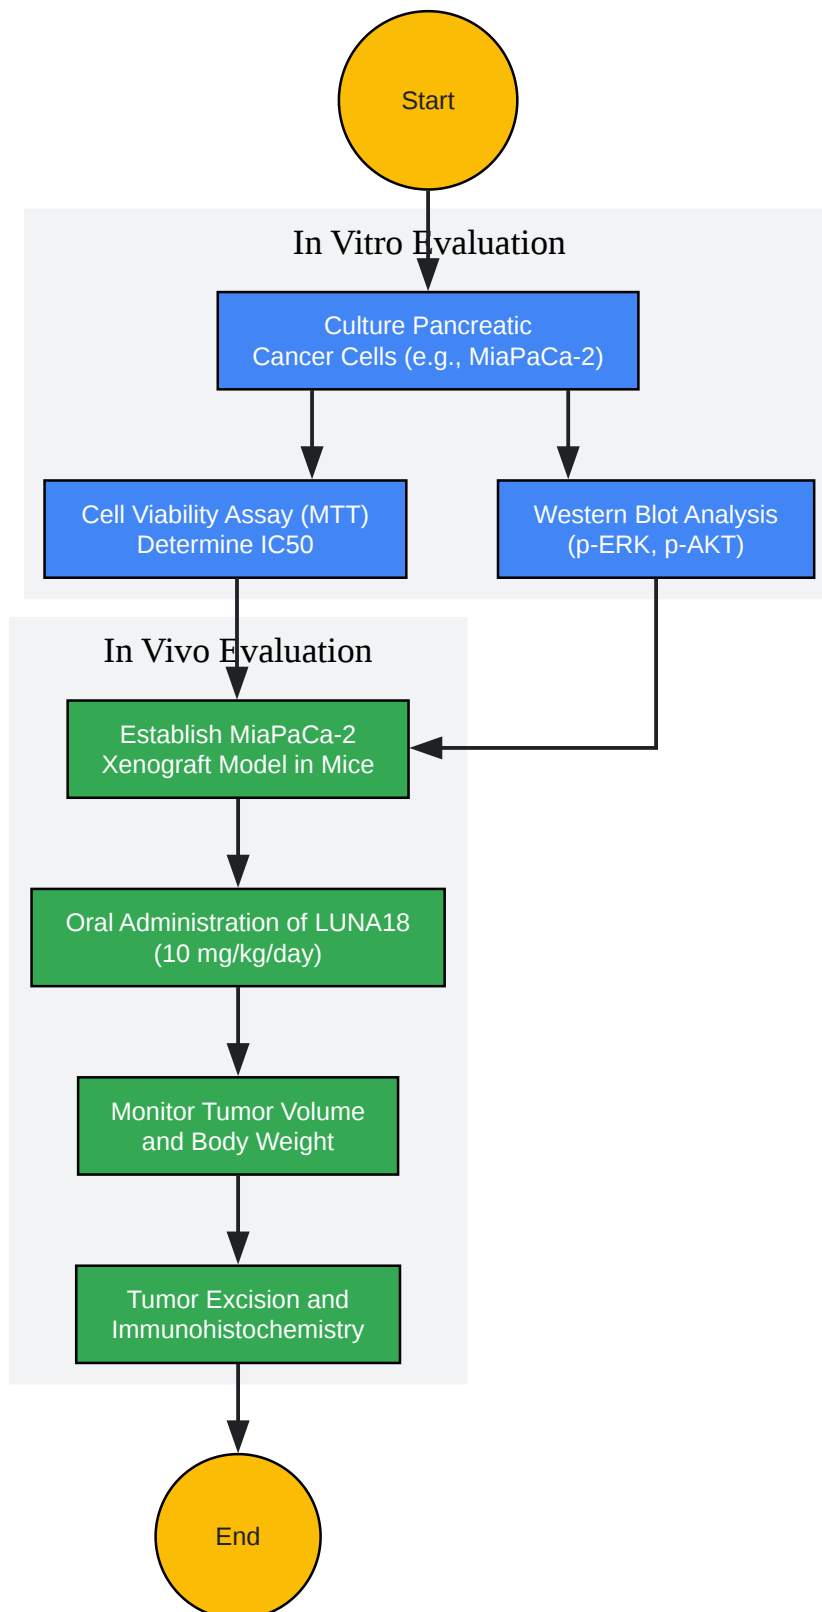 Start
In Vitro Evaluation
Culture Pancreatic
Cancer Cells (e.g., MiaPaCa-2)
Cell Viability Assay (MTT)
Determine IC50
Western Blot Analysis
(p-ERK, p-AKT)
In Vivo Evaluation
Establish MiaPaCa-2
Xenograft Model in Mice
Oral Administration of LUNA18
(10 mg/kg/day)
Monitor Tumor Volume
and Body Weight
Tumor Excision and
Immunohistochemistry
End